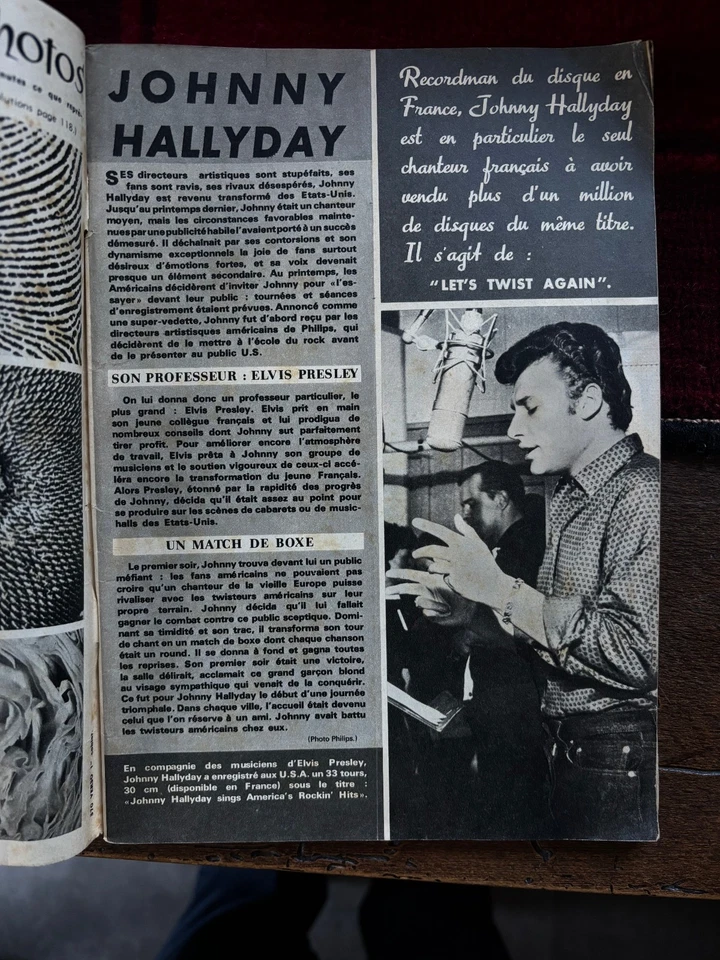 hotos
nutes ce que
lutions page 118)
JOHNNY
HALLYDAY
SES directeurs artistiques sont stupéfaits, ses
fans sont ravis, ses rivaux désespérés, Johnny
Hallyday est revenu transformé des Etats-Unis.
Jusqu'au printemps dernier, Johnny était un chanteur
moyen, mais les circonstances favorables mainte-
nues par une publicité habile l'avaient porté à un succès
démesuré. Il déchaînait par ses contorsions et son
dynamisme exceptionnels la joie de fans surtout
désireux d'émotions fortes, et sa voix devenait
presque un élément secondaire. Au printemps, les
Américains décidèrent d'inviter Johnny pour «l'es-
sayer» devant leur public : tournées et séances
d'enregistrement étaient prévues. Annoncé comme
une super-vedette, Johnny fut d'abord reçu par les
directeurs artistisques américains de Philips, qui
décidèrent de le mettre à l'école du rock avant
de le présenter au public U.S.
SON PROFESSEUR : ELVIS PRESLEY
On lui donna donc un professeur particulier, le
plus grand : Elvis Presley. Elvis prit en main
son jeune collègue français et lui prodigua de
nombreux conseils dont Johnny sut parfaitement
tirer profit. Pour améliorer encore l'atmosphère
de travail, Elvis prêta à Johnny son groupe de
musiciens et le soutien vigoureux de ceux-ci accé-
léra encore la transformation du jeune Français.
Alors Presley, étonné par la rapidité des progrès
de Johnny, décida qu'il était assez au point pour
se produire sur les scènes de cabarets ou de music-
halls des Etats-Unis.
UN MATCH DE BOXE
Le premier soir, Johnny trouva devant lui un public
méfiant : les fans américains ne pouvaient pas
croire qu'un chanteur de la vieille Europe puisse
rivaliser avec les twisteurs américains sur leur
propre terrain. Johnny décida qu'il lui fallait
gagner le combat contre ce public sceptique. Domi-
nant sa timidité et son trac, il transforma son tour
de chant en un match de boxe dont chaque chanson
était un round. Il se donna à fond et gagna toutes
les reprises. Son premier soir était une victoire,
la salle délirait, acclamait ce grand garçon blond
au visage sympathique qui venait de la conquérir.
Ce fut pour Johnny Hallyday le début d'une journée
triomphale. Dans chaque ville, l'accueil était devenu
celui que l'on réserve à un ami. Johnny avait battu
les twisteurs américains chez eux.
(Photo Philips.)
En compagnie des musiciens d'Elvis Presley,
Johnny Hallyday a enregistré aux U.S.A. un 33 tours,
30 cm (disponible en France) sous le titre :
«Johnny Hallyday sings America's Rockin' Hits».
Recordman du disque en
France, Johnny Hallyday
est en particulier le seul
chanteur français à avoir
vendu plus d'un million
de disques du même titre.
Il s'agit de :
"LET'S TWIST AGAIN".